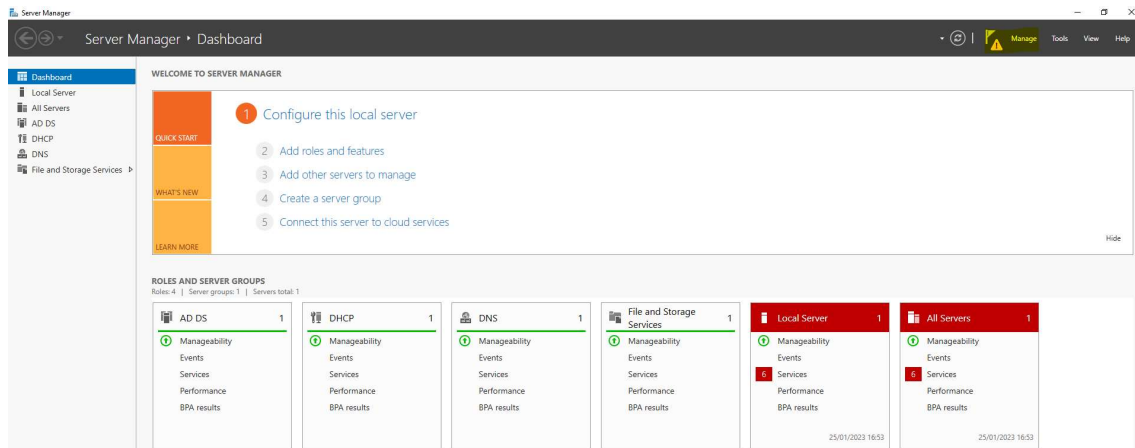 Server Manager
Server Manager • Dashboard
Manage Tools View Help
Dashboard
Local Server
All Servers
AD DS
DHCP
DNS
File and Storage Services
WELCOME TO SERVER MANAGER
QUICK START
WHAT'S NEW
LEARN MORE
1 Configure this local server
2 Add roles and features
3 Add other servers to manage
4 Create a server group
5 Connect this server to cloud services
Hide
ROLES AND SERVER GROUPS
Roles: 4 | Server groups: 1 | Servers total: 1
AD DS 1
Manageability
Events
Services
Performance
BPA results
DHCP 1
Manageability
Events
Services
Performance
BPA results
DNS 1
Manageability
Events
Services
Performance
BPA results
File and Storage
Services 1
Manageability
Events
Services
Performance
BPA results
Local Server 1
Manageability
Events
6 Services
Performance
BPA results
25/01/2023 16:53
All Servers 1
Manageability
Events
6 Services
Performance
BPA results
25/01/2023 16:53